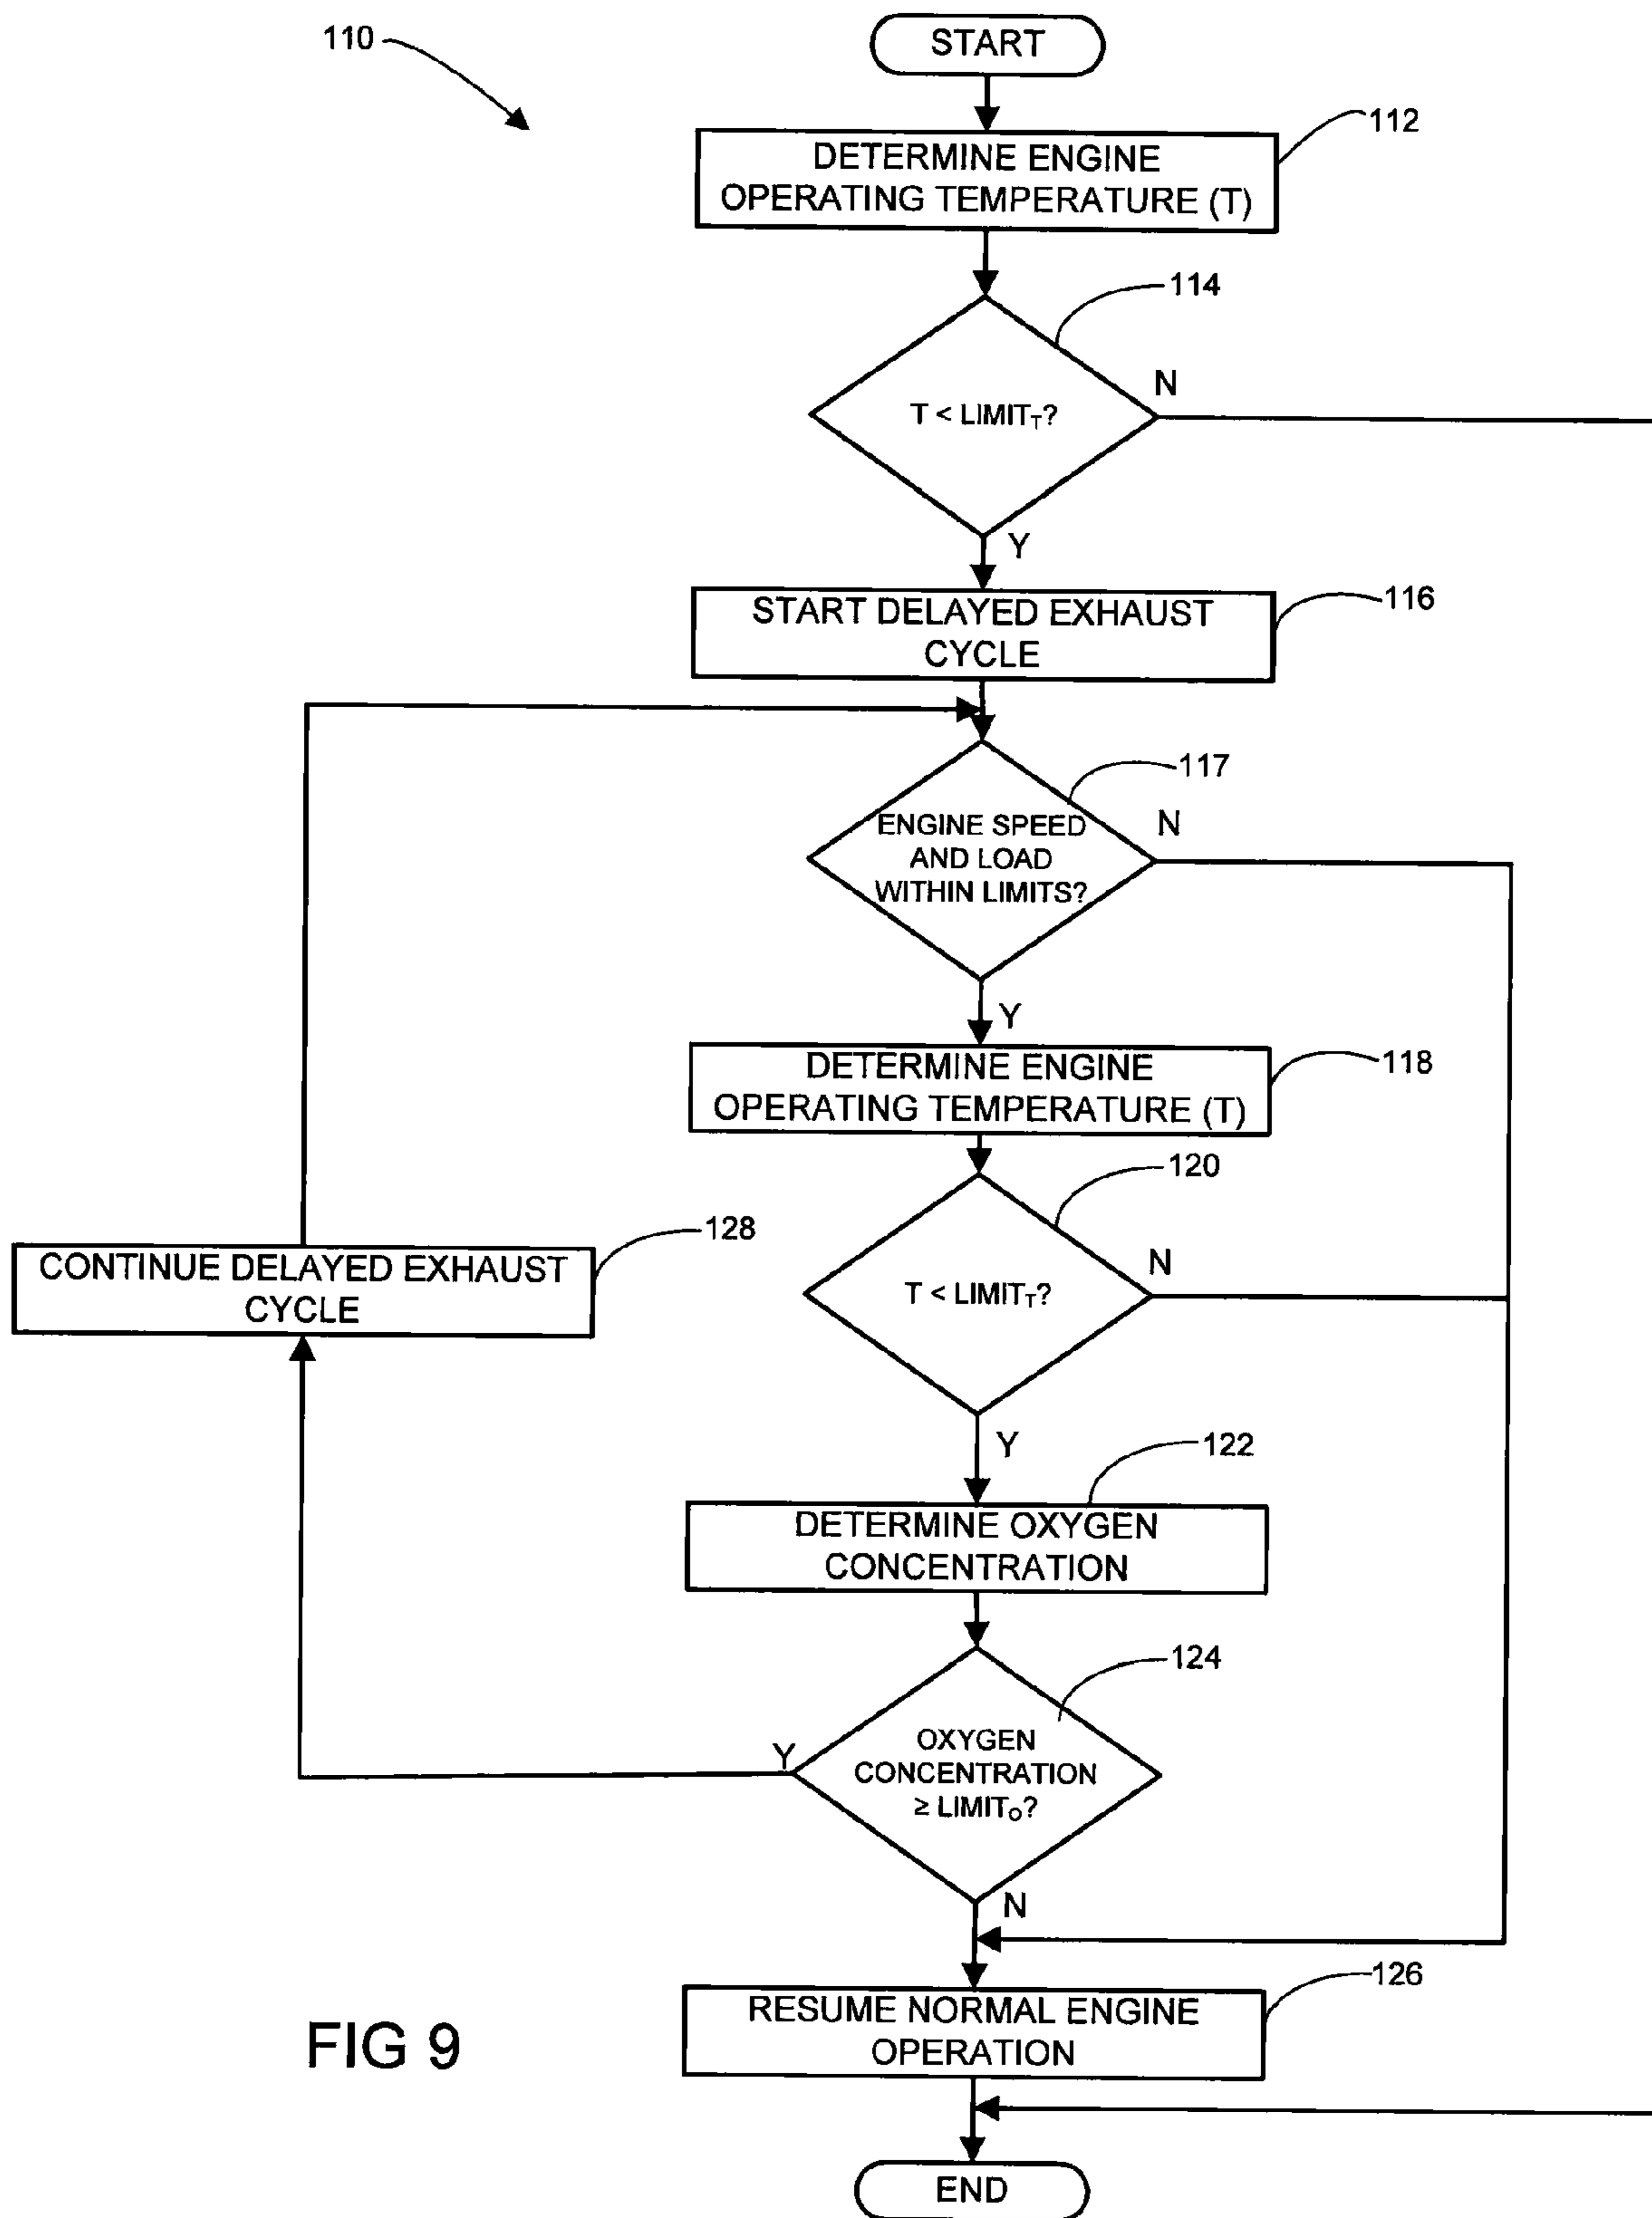 110
START
112
DETERMINE ENGINE
OPERATING TEMPERATURE (T)
114
T < LIMITT?
N
Y
116
START DELAYED EXHAUST
CYCLE
117
ENGINE SPEED
AND LOAD
WITHIN LIMITS?
N
Y
118
DETERMINE ENGINE
OPERATING TEMPERATURE (T)
120
T < LIMITT?
N
128
CONTINUE DELAYED EXHAUST
CYCLE
Y
122
DETERMINE OXYGEN
CONCENTRATION
124
OXYGEN
CONCENTRATION
≥ LIMITO?
Y
N
126
RESUME NORMAL ENGINE
OPERATION
FIG 9
END